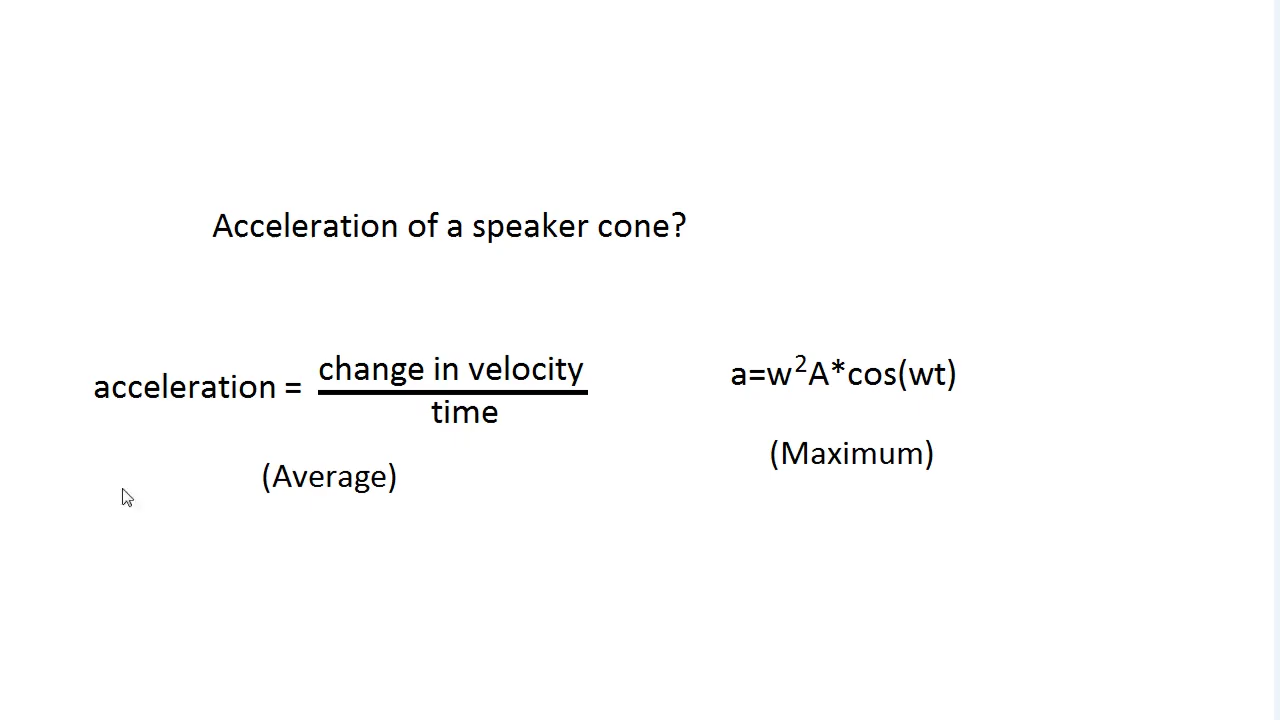 Acceleration of a speaker cone?
acceleration = change in velocity
time
(Average)
a=w²A*cos(wt)
(Maximum)